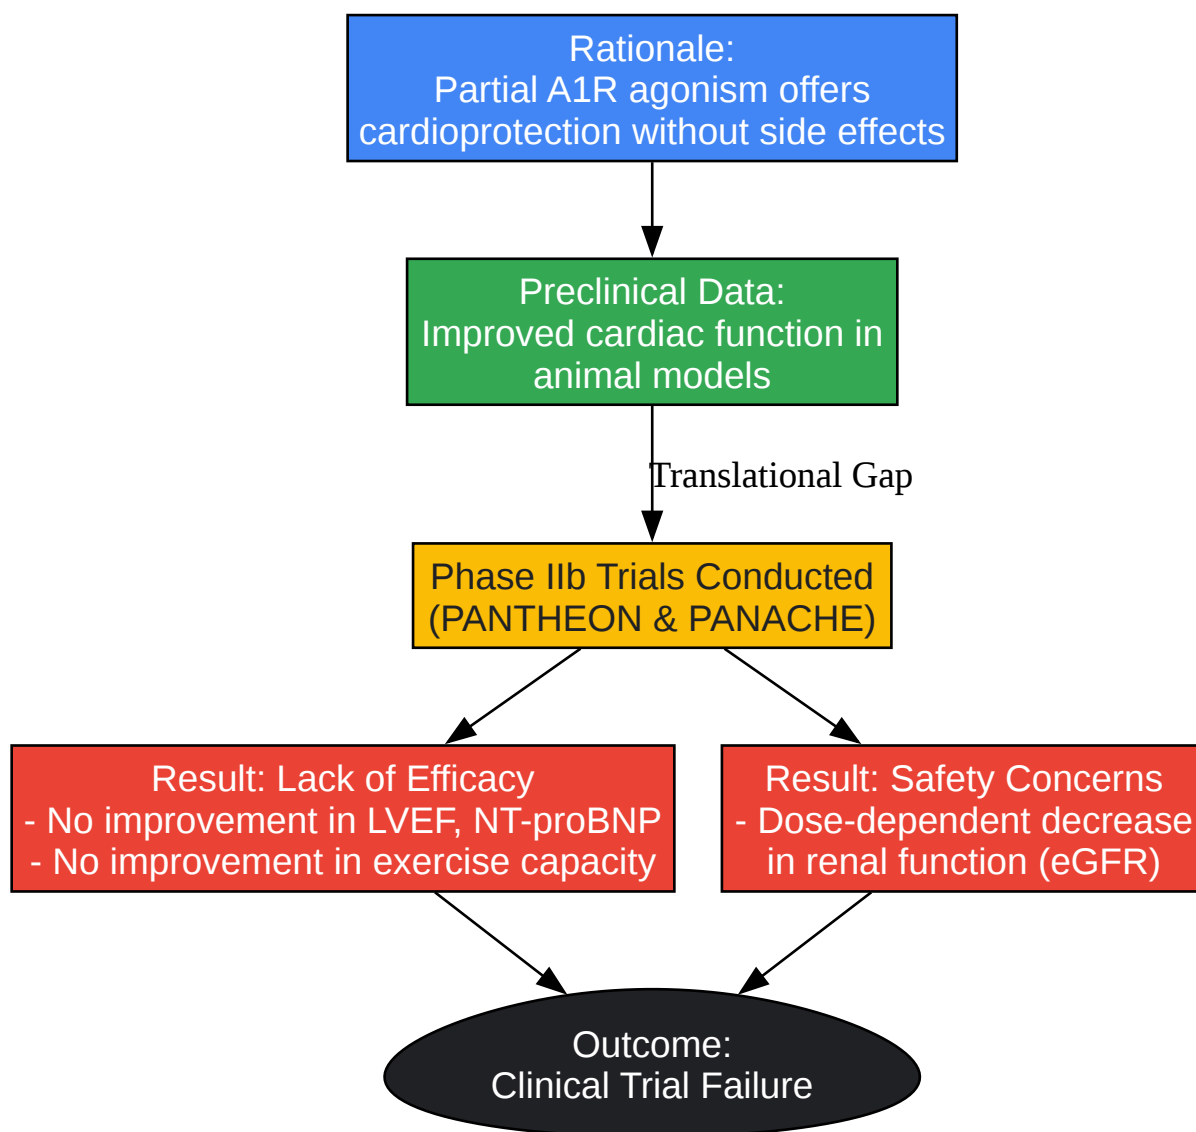 Rationale:
Partial A1R agonism offers
cardioprotection without side effects
Preclinical Data:
Improved cardiac function in
animal models
Translational Gap
Phase IIb Trials Conducted
(PANTHEON & PANACHE)
Result: Lack of Efficacy
- No improvement in LVEF, NT-proBNP
- No improvement in exercise capacity
Result: Safety Concerns
- Dose-dependent decrease
in renal function (eGFR)
Outcome:
Clinical Trial Failure